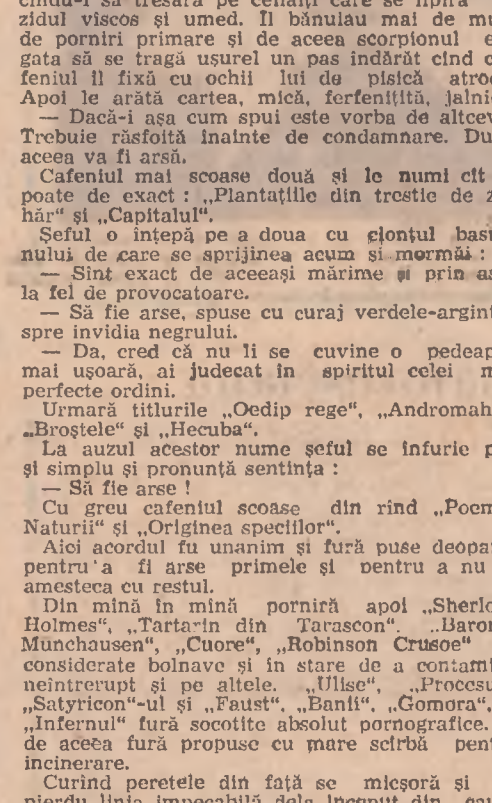 zidul viscos și umed. Îl bănuiau mai de mu
de porniri primare și de aceea scorpionul e
gata să se tragă ușurel un pas îndărăt cînd c
feniul îl fixă cu ochii lui de pisică atro
Apoi le arătă cartea, mică, ferfenițită, jalni
— Dacă-i așa cum spui este vorba de altcev
Trebuie răsfoită înainte de condamnare. Du
aceea va fi arsă.
Cafeniul mai scoase două și le numi cît
poate de exact : „Plantațiile din trestie de z
hăr“ și „Capitalul“.
Șeful o înțepă pe a doua cu clonțul bast
nului de care se sprijinea acum și mormăi :
— Sînt exact de aceeași mărime și prin as
la fel de provocatoare.
— Să fie arse, spuse cu curaj verdele-argint
spre invidia negrului.
— Da, cred că nu li se cuvine o pedeap
mai ușoară, ai judecat în spiritul celei m
perfecte ordini.
Urmară titlurile „Oedip rege“, „Andromah
„Broștele“ și „Hecuba“.
La auzul acestor nume șeful se înfurie p
și simplu și pronunță sentința :
— Să fie arse !
Cu greu cafeniul scoase din rînd „Poem
Naturii“ și „Originea speciilor“.
Aici acordul fu unanim și fură puse deopa
pentru a fi arse primele și pentru a nu
amesteca cu restul.
Din mînă în mînă porniră apoi „Sherlo
Holmes“, „Tartarin din Tarascon“. „Baron
Munchausen“, „Cuore“, „Robinson Crusoe“
considerate bolnave și în stare de a contami
neîntrerupt și pe altele. „Ulise“, „Procesu
„Satyricon“-ul și „Faust“, „Banii“, „Gomora“,
„Infernul“ fură socotite absolut pornografice.
de aceea fură propuse cu mare scîrbă pen
incinerare.
Curînd peretele din față se micșoră și